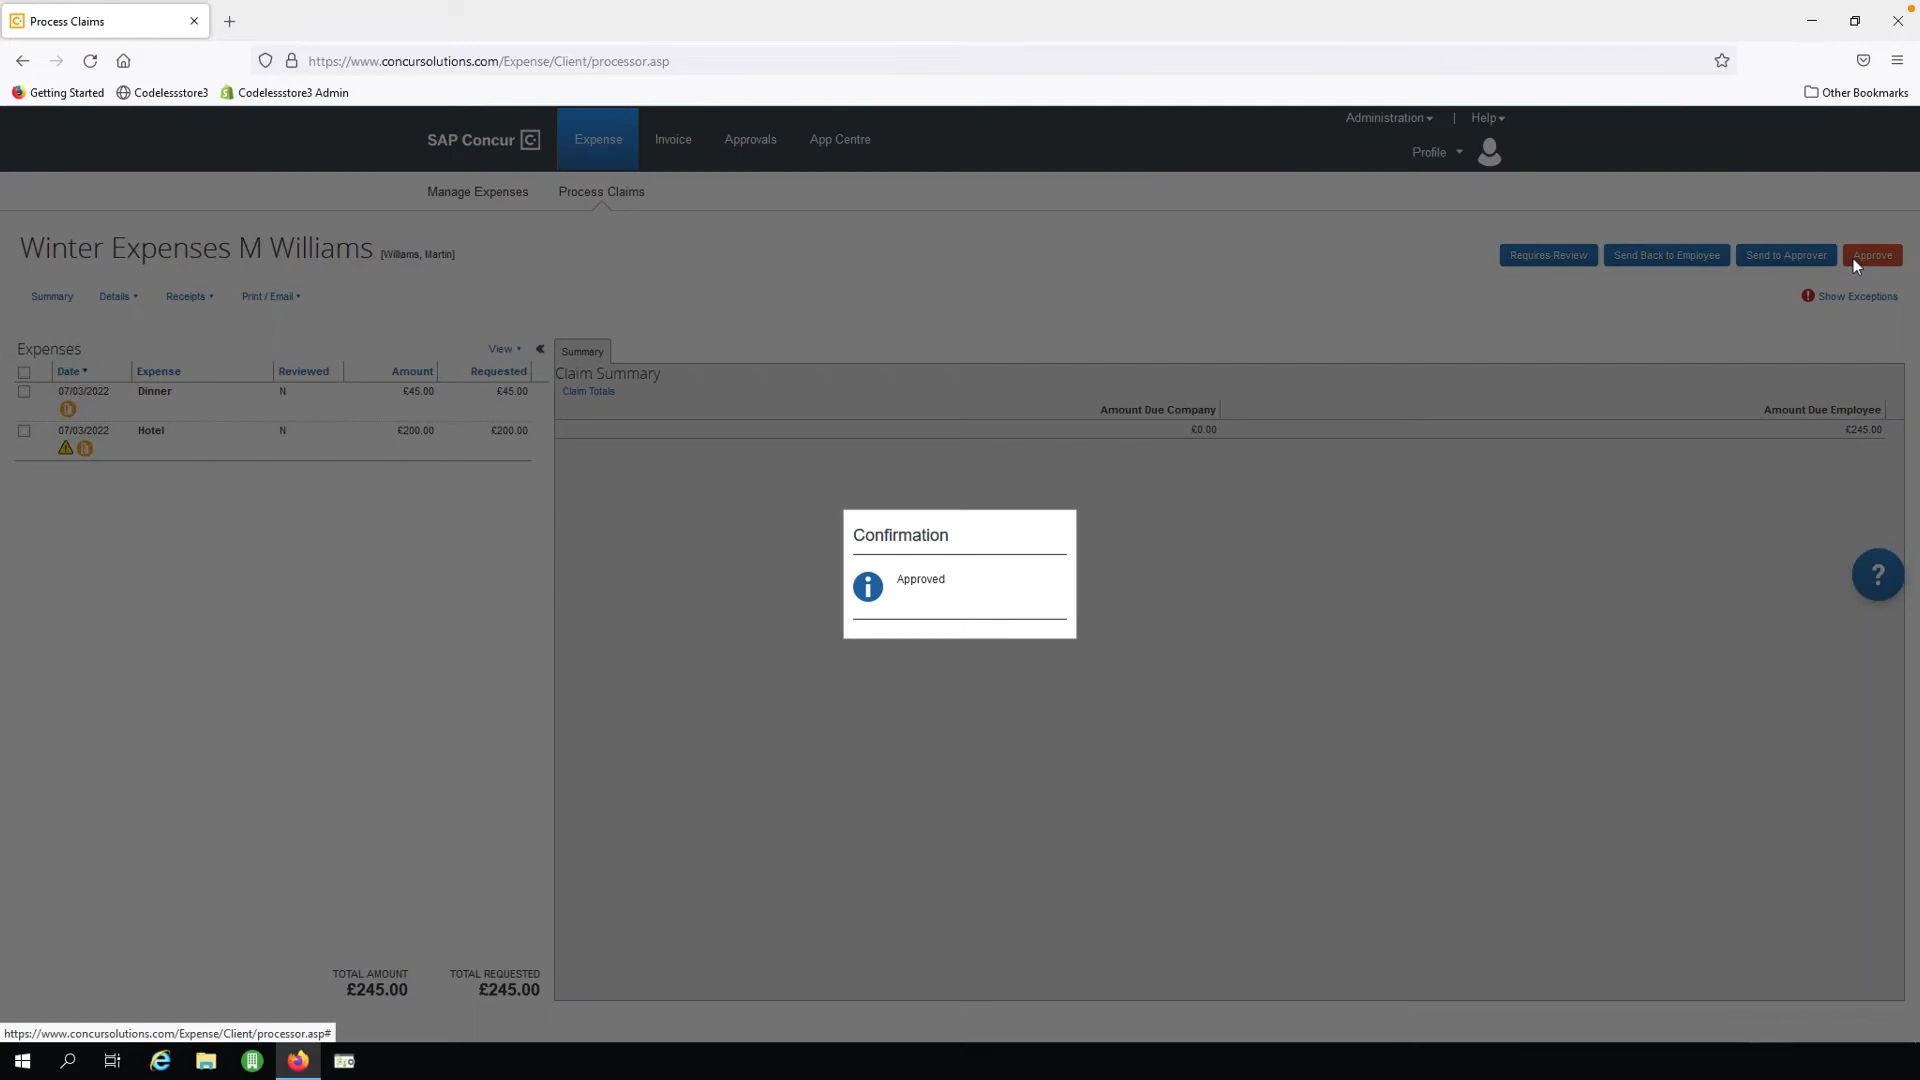 Process Claims
https://www.concursolutions.com/Expense/Client/processor.asp
Getting Started Codelessstore3 Codelessstore3 Admin Other Bookmarks
Administration | Help
SAP Concur Expense Invoice Approvals App Centre
Profile
Manage Expenses Process Claims
Winter Expenses M Williams [Williams, Martin]
Requires Review Send Back to Employee Send to Approver Approve
Summary Details Receipts Print / Email Show Exceptions
Expenses View
Date Expense Reviewed Amount Requested
07/03/2022 Dinner N £45.00 £45.00
07/03/2022 Hotel N £200.00 £200.00
Summary
Claim Summary
Claim Totals
Amount Due Company Amount Due Employee
£0.00 £245.00
Confirmation
Approved
?
TOTAL AMOUNT TOTAL REQUESTED
£245.00 £245.00
https://www.concursolutions.com/Expense/Client/processor.asp#